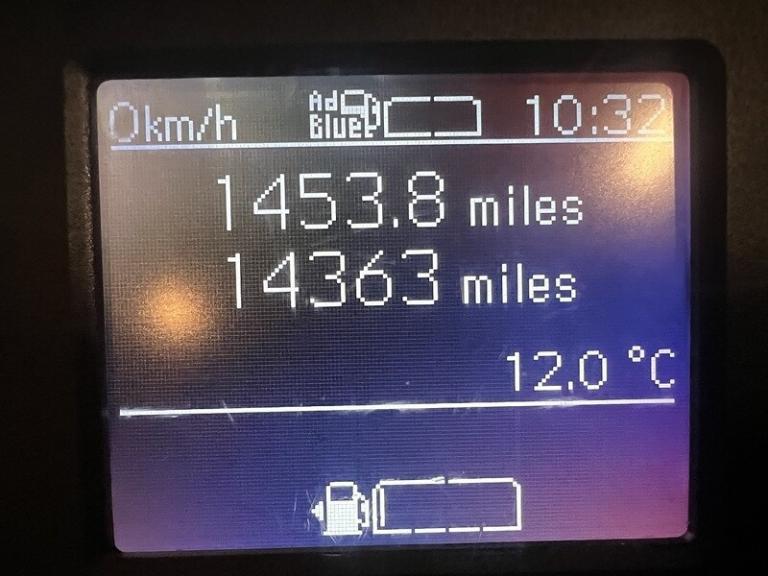 0km/h Ad 10:32
Blue
1453.8 miles
14363 miles
12.0 °C